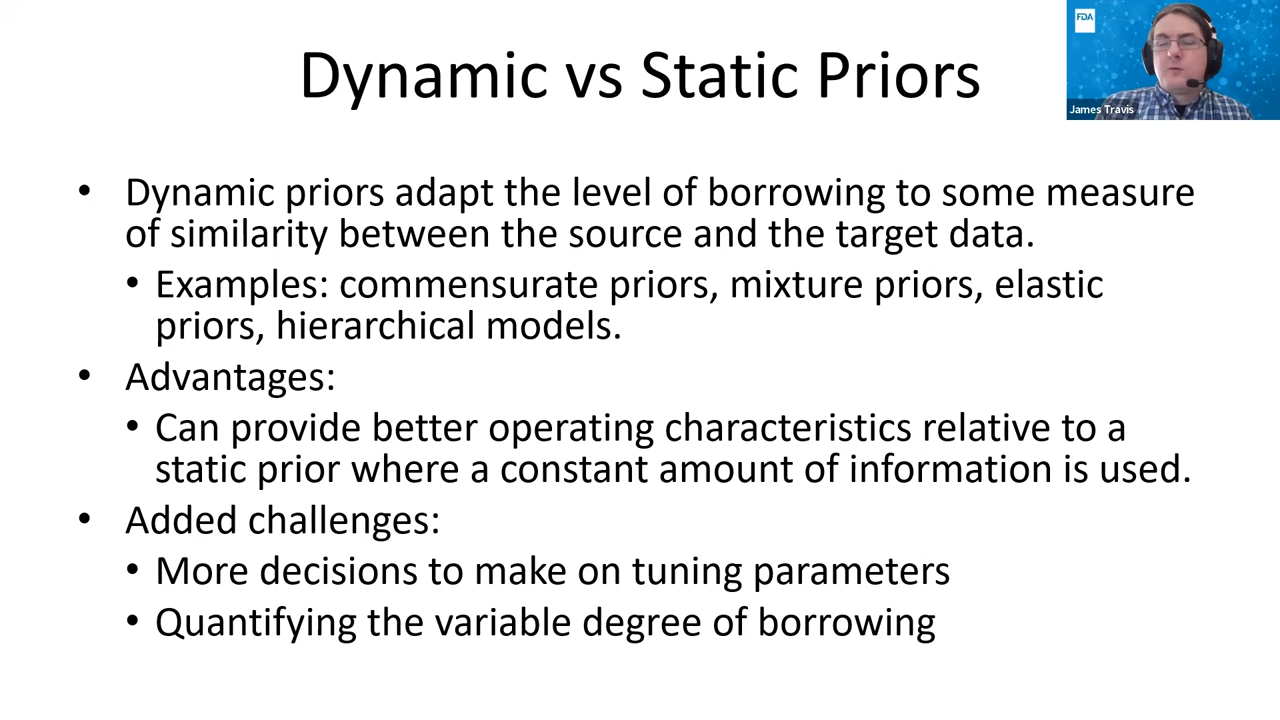 Dynamic vs Static Priors
FDA
James Travis
• Dynamic priors adapt the level of borrowing to some measure
of similarity between the source and the target data.
• Examples: commensurate priors, mixture priors, elastic
priors, hierarchical models.
• Advantages:
• Can provide better operating characteristics relative to a
static prior where a constant amount of information is used.
• Added challenges:
• More decisions to make on tuning parameters
• Quantifying the variable degree of borrowing